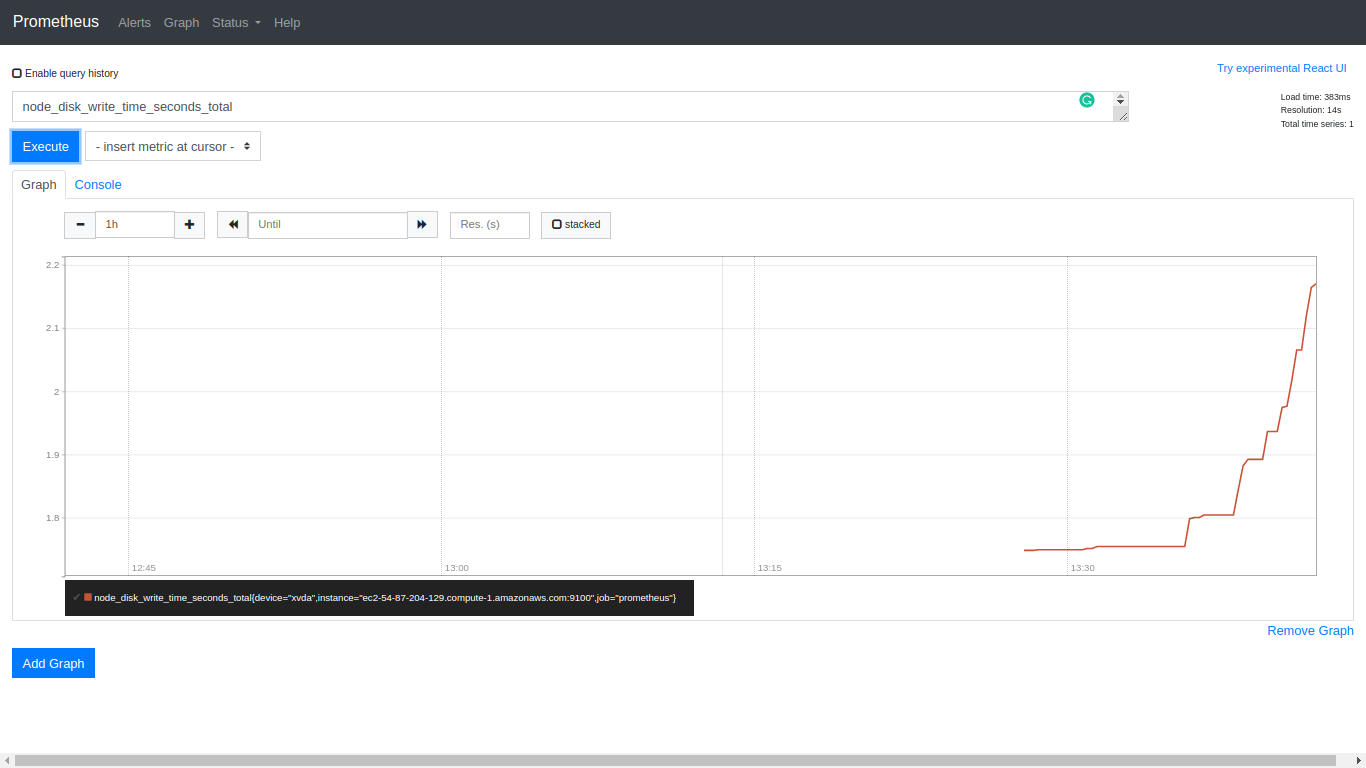 Prometheus Alerts Graph Status Help
Enable query history
Try experimental React UI
node_disk_write_time_seconds_total
Load time: 383ms
Resolution: 14s
Total time series: 1
Execute - insert metric at cursor -
Graph Console
1h Until Res. (s) stacked
2.2
2.1
2
1.9
1.8
12:45 13:00 13:15 13:30
node_disk_write_time_seconds_total{device="xvda",instance="ec2-54-87-204-129.compute-1.amazonaws.com:9100",job="prometheus"}
Remove Graph
Add Graph